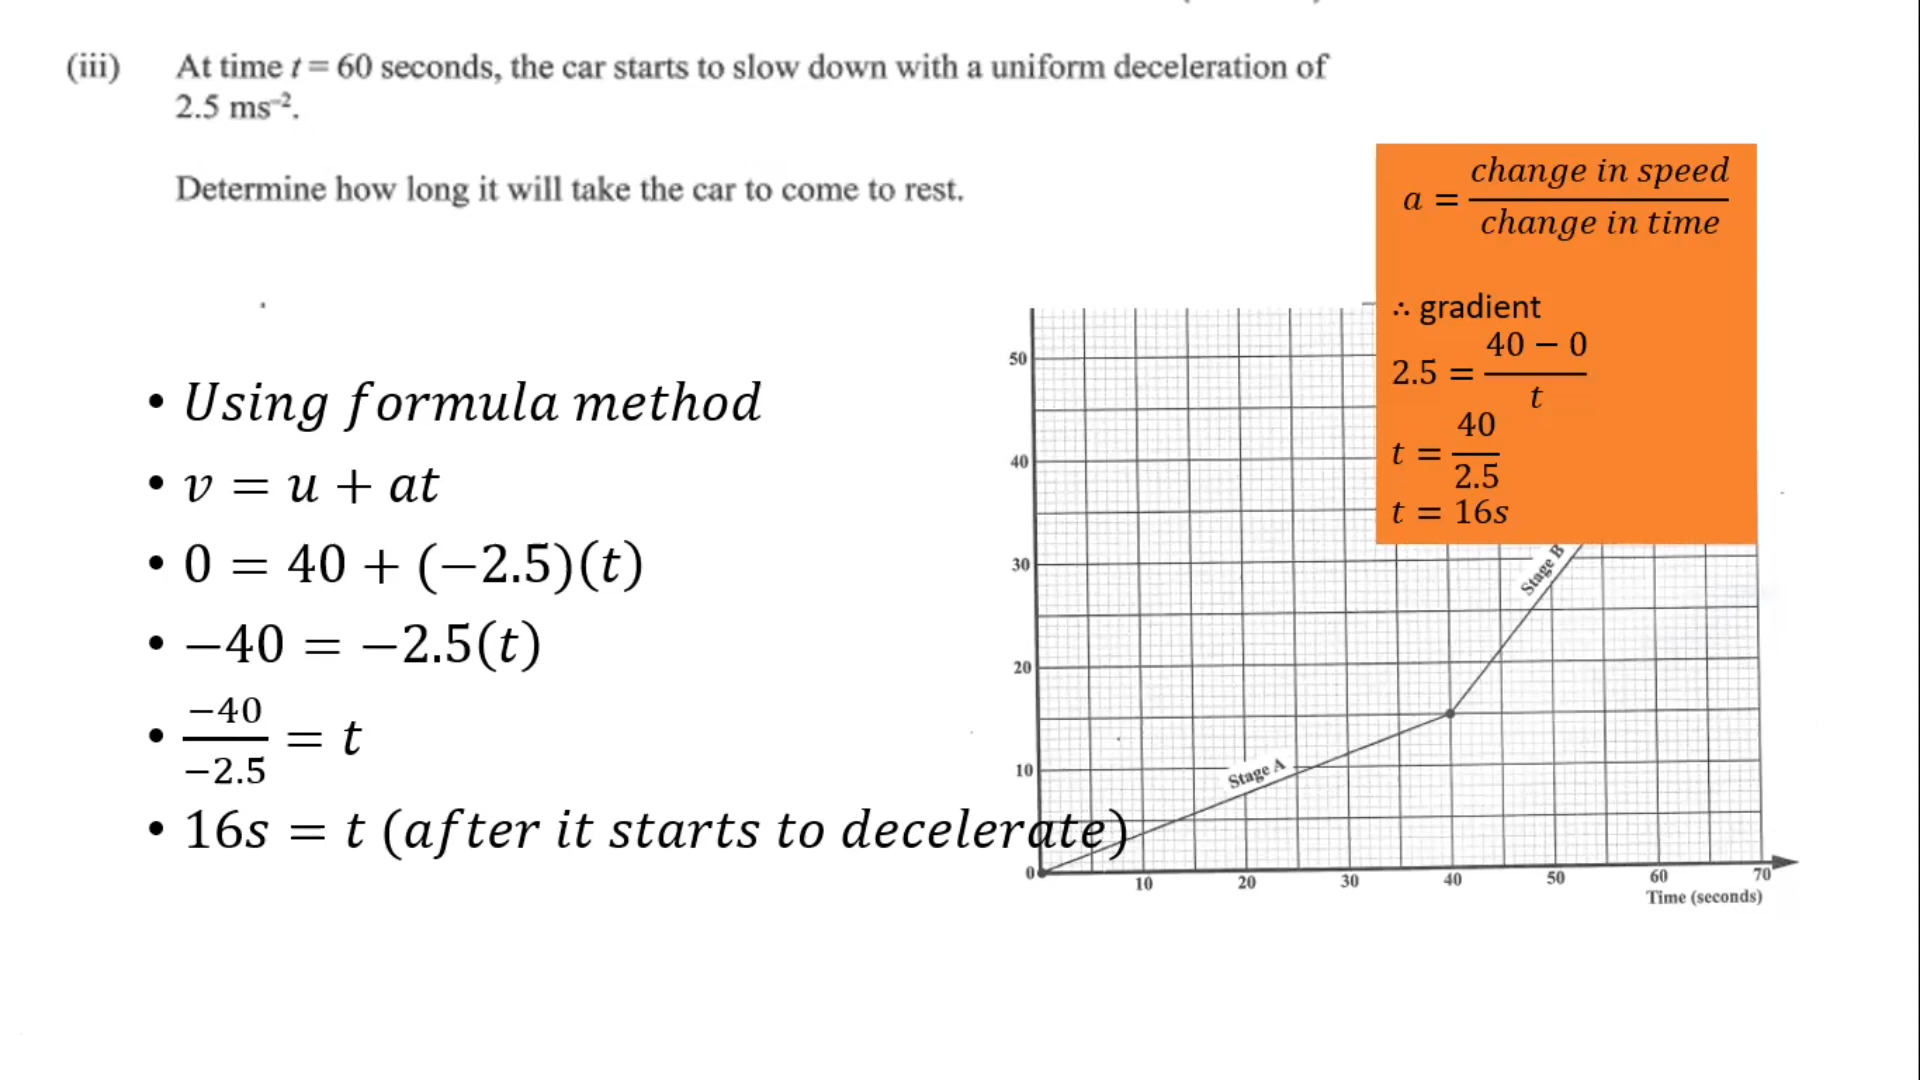 (iii) At time t = 60 seconds, the car starts to slow down with a uniform deceleration of
2.5 ms⁻².
Determine how long it will take the car to come to rest.
• Using formula method
• v = u + at
• 0 = 40 + (−2.5)(t)
• −40 = −2.5(t)
• −40/−2.5 = t
• 16s = t (after it starts to decelerate)
a = change in speed/change in time
∴ gradient
2.5 = 40 − 0/t
t = 40/2.5
t = 16s
50
40
30
20
10
0
Stage A
Stage B
10 20 30 40 50 60 70
Time (seconds)